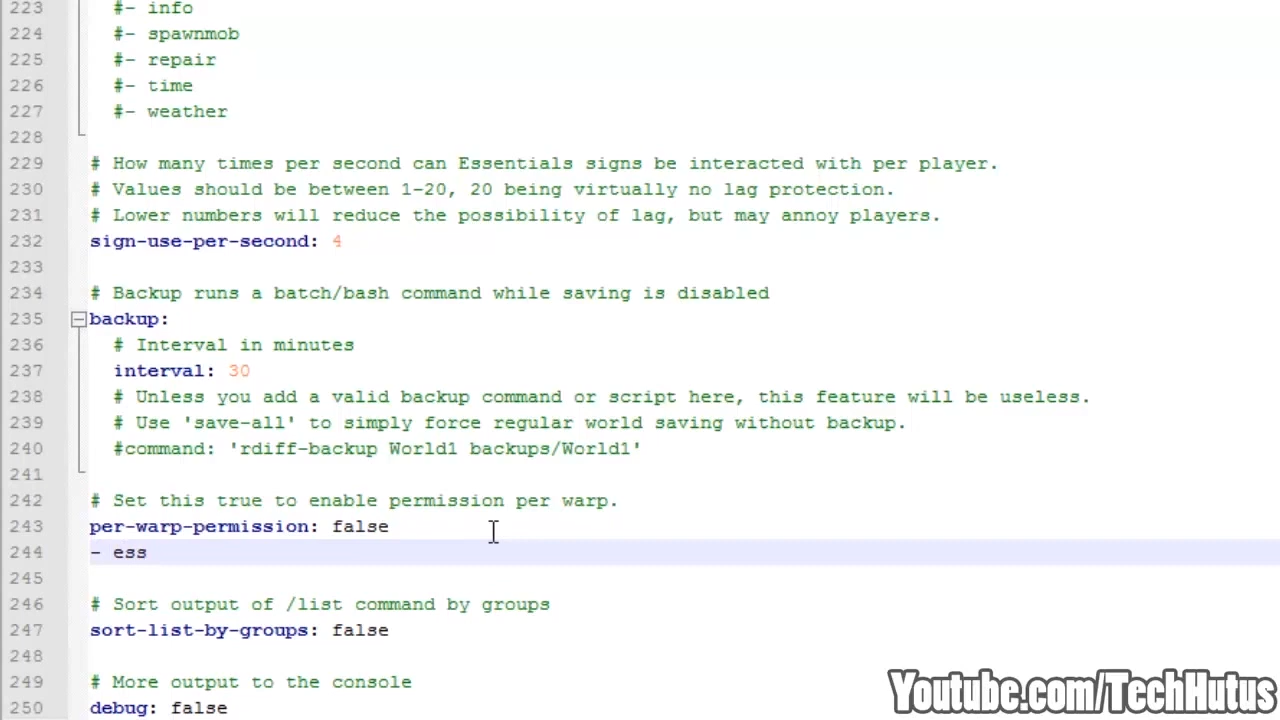 223 #- info
224 #- spawnmob
225 #- repair
226 #- time
227 #- weather
228
229 # How many times per second can Essentials signs be interacted with per player.
230 # Values should be between 1-20, 20 being virtually no lag protection.
231 # Lower numbers will reduce the possibility of lag, but may annoy players.
232 sign-use-per-second: 4
233
234 # Backup runs a batch/bash command while saving is disabled
235 backup:
236 # Interval in minutes
237 interval: 30
238 # Unless you add a valid backup command or script here, this feature will be useless.
239 # Use 'save-all' to simply force regular world saving without backup.
240 #command: 'rdiff-backup World1 backups/World1'
241
242 # Set this true to enable permission per warp.
243 per-warp-permission: false
244 - ess
245
246 # Sort output of /list command by groups
247 sort-list-by-groups: false
248
249 # More output to the console
250 debug: false
Youtube.com/TechHutus